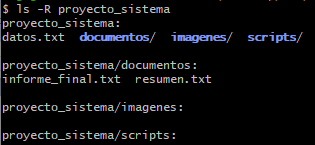 $ ls -R proyecto_sistema
proyecto_sistema:
datos.txt  documentos/  imagenes/  scripts/

proyecto_sistema/documentos:
informe_final.txt  resumen.txt

proyecto_sistema/imagenes:

proyecto_sistema/scripts: